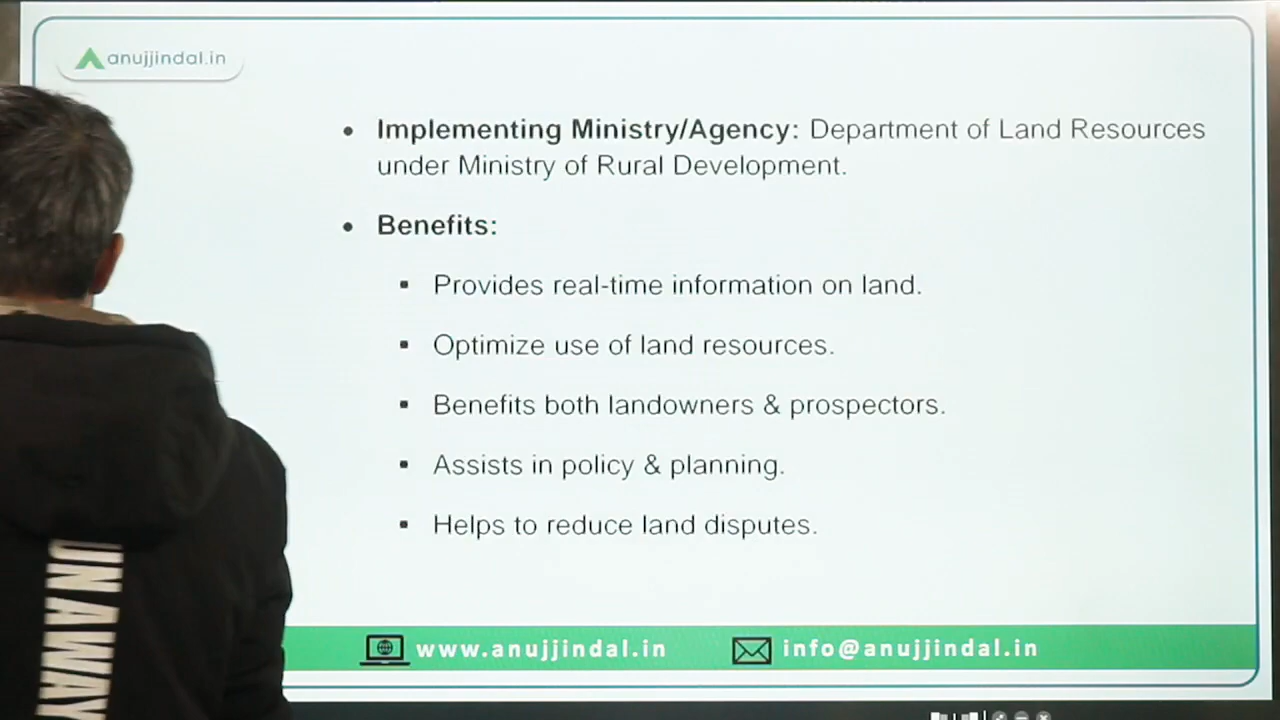 anujjindal.in
• Implementing Ministry/Agency: Department of Land Resources
under Ministry of Rural Development.
• Benefits:
▪ Provides real-time information on land.
▪ Optimize use of land resources.
▪ Benefits both landowners & prospectors.
▪ Assists in policy & planning.
▪ Helps to reduce land disputes.
UN AWAY
www.anujjindal.in
info@anujjindal.in